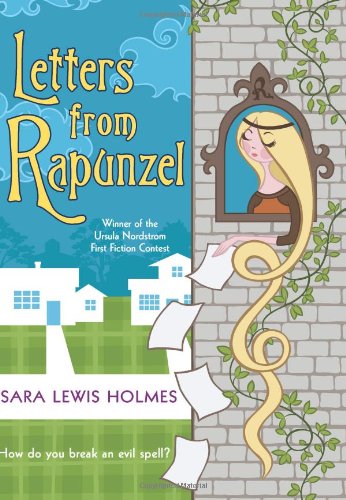 Letters
from
Rapunzel
Winner of the
Ursula Nordstrom
First Fiction Contest
SARA LEWIS HOLMES
How do you break an evil spell?